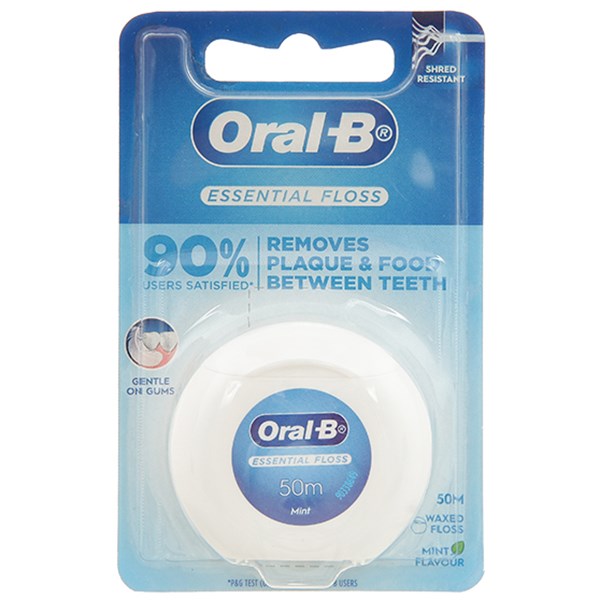 SHRED
RESISTANT
Oral-B®
ESSENTIAL FLOSS
90%
USERS SATISFIED*
REMOVES
PLAQUE & FOOD
BETWEEN TEETH
GENTLE
ON GUMS
Oral-B®
ESSENTIAL FLOSS
50m
Mint
50M
WAXED
FLOSS
MINT
FLAVOUR
*P&G TEST
USERS